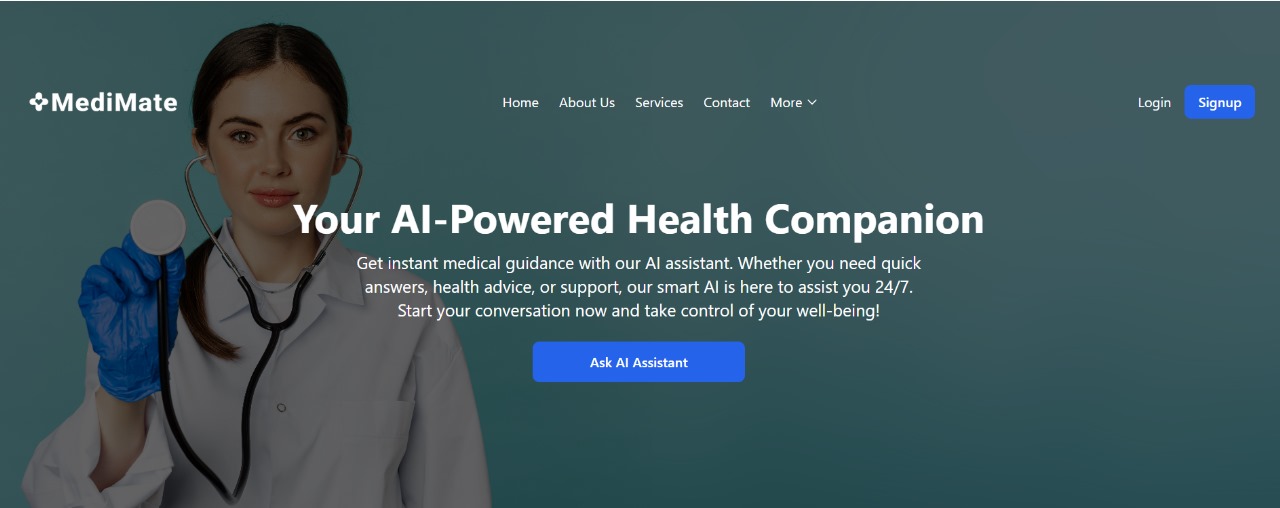 MediMate
Home
About Us
Services
Contact
More
Login
Signup
Your AI-Powered Health Companion
Get instant medical guidance with our AI assistant. Whether you need quick
answers, health advice, or support, our smart AI is here to assist you 24/7.
Start your conversation now and take control of your well-being!
Ask AI Assistant